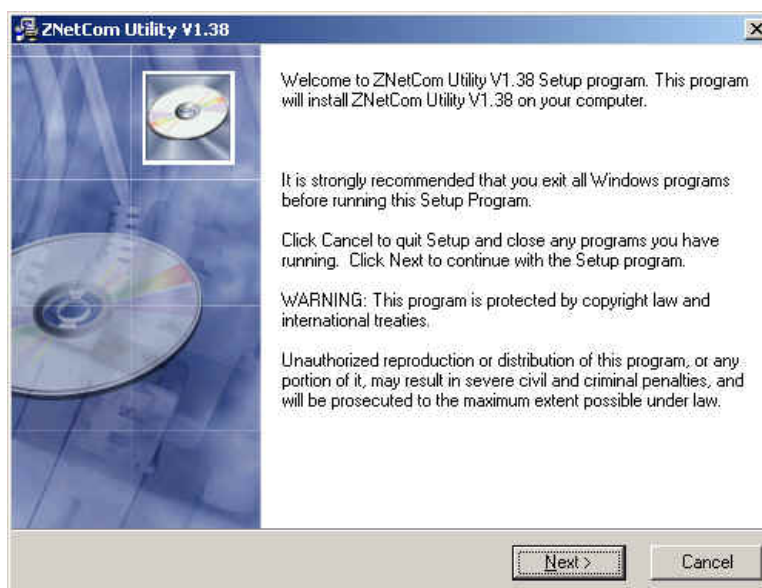 ZNetCom Utility V1.38
Welcome to ZNetCom Utility V1.38 Setup program. This program
will install ZNetCom Utility V1.38 on your computer.
It is strongly recommended that you exit all Windows programs
before running this Setup Program.
Click Cancel to quit Setup and close any programs you have
running. Click Next to continue with the Setup program.
WARNING: This program is protected by copyright law and
international treaties.
Unauthorized reproduction or distribution of this program, or any
portion of it, may result in severe civil and criminal penalties, and
will be prosecuted to the maximum extent possible under law.
Next >
Cancel